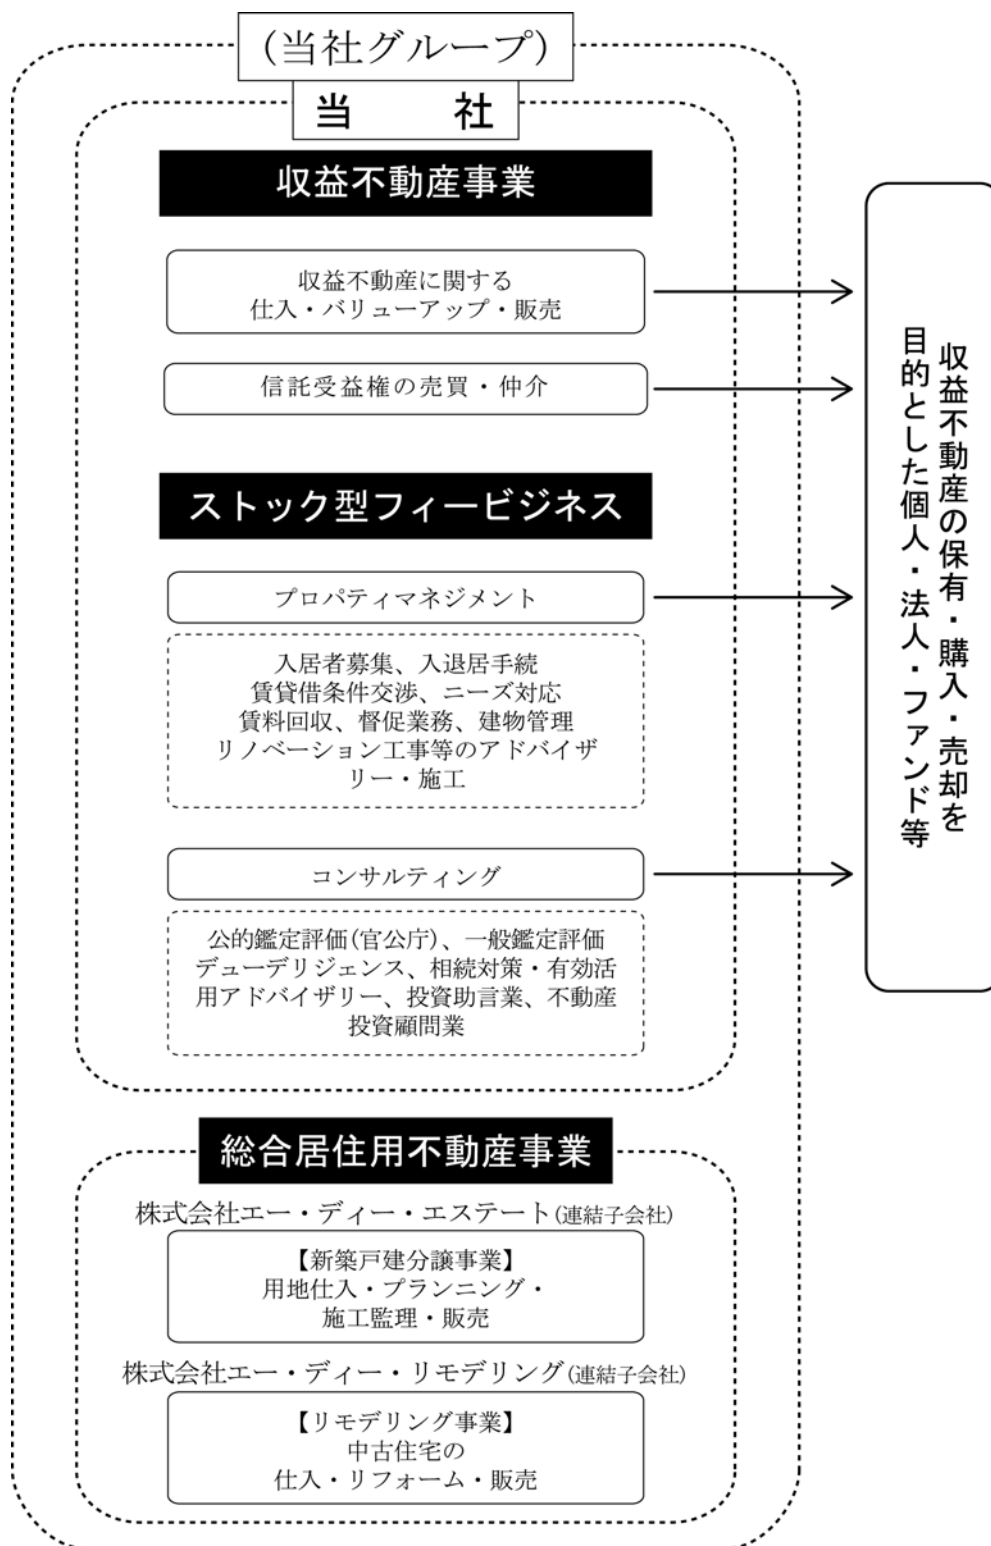 (当社グループ)
当　社
収益不動産事業
収益不動産に関する
仕入・バリューアップ・販売
信託受益権の売買・仲介
ストック型フィービジネス
プロパティマネジメント
入居者募集、入退居手続
賃貸借条件交渉、ニーズ対応
賃料回収、督促業務、建物管理
リノベーション工事等のアドバイザ
リー・施工
コンサルティング
公的鑑定評価(官公庁)、一般鑑定評価
デューデリジェンス、相続対策・有効活
用アドバイザリー、投資助言業、不動産
投資顧問業
収益不動産の保有・購入・売却を
目的とした個人・法人・ファンド等
総合居住用不動産事業
株式会社エー・ディー・エステート(連結子会社)
【新築戸建分譲事業】
用地仕入・プランニング・
施工監理・販売
株式会社エー・ディー・リモデリング(連結子会社)
【リモデリング事業】
中古住宅の
仕入・リフォーム・販売